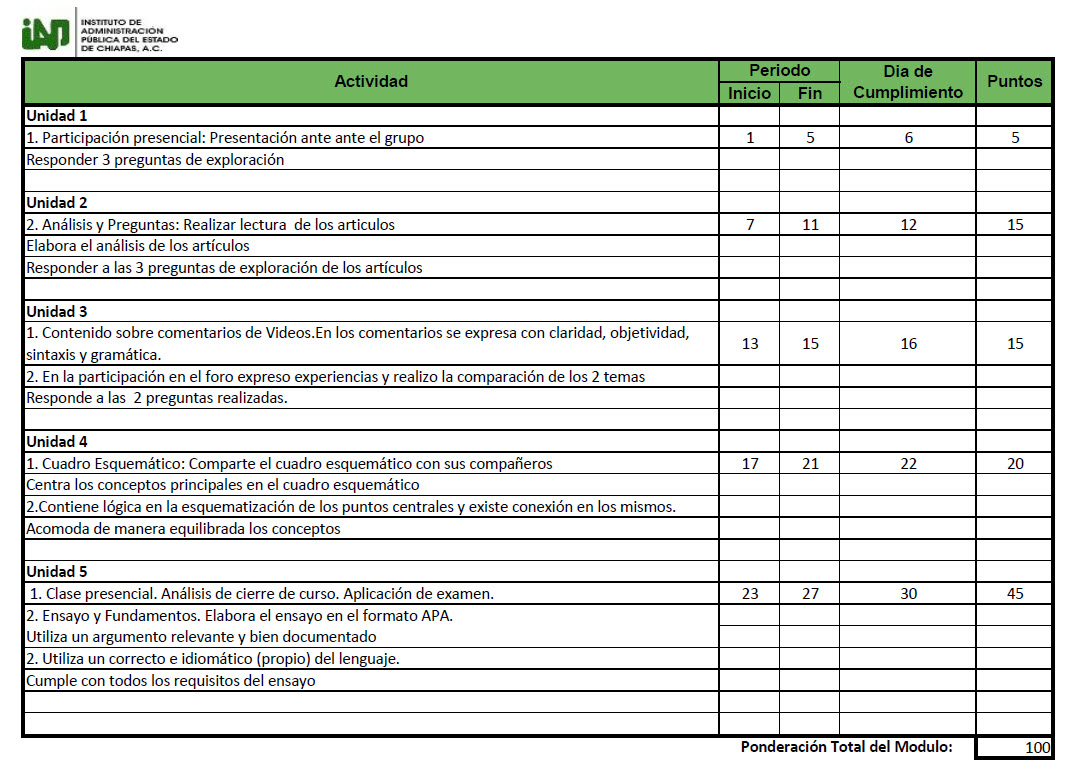 iAP
INSTITUTO DE
ADMINISTRACIÓN
PÚBLICA DEL ESTADO
DE CHIAPAS, A.C.
Actividad Periodo Dia de Cumplimiento Puntos
Inicio Fin
Unidad 1
1. Participación presencial: Presentación ante ante el grupo 1 5 6 5
Responder 3 preguntas de exploración
Unidad 2
2. Análisis y Preguntas: Realizar lectura de los articulos 7 11 12 15
Elabora el análisis de los artículos
Responder a las 3 preguntas de exploración de los artículos
Unidad 3
1. Contenido sobre comentarios de Videos.En los comentarios se expresa con claridad, objetividad,
sintaxis y gramática. 13 15 16 15
2. En la participación en el foro expreso experiencias y realizo la comparación de los 2 temas
Responde a las 2 preguntas realizadas.
Unidad 4
1. Cuadro Esquemático: Comparte el cuadro esquemático con sus compañeros 17 21 22 20
Centra los conceptos principales en el cuadro esquemático
2.Contiene lógica en la esquematización de los puntos centrales y existe conexión en los mismos.
Acomoda de manera equilibrada los conceptos
Unidad 5
1. Clase presencial. Análisis de cierre de curso. Aplicación de examen. 23 27 30 45
2. Ensayo y Fundamentos. Elabora el ensayo en el formato APA.
Utiliza un argumento relevante y bien documentado
2. Utiliza un correcto e idiomático (propio) del lenguaje.
Cumple con todos los requisitos del ensayo
Ponderación Total del Modulo: 100